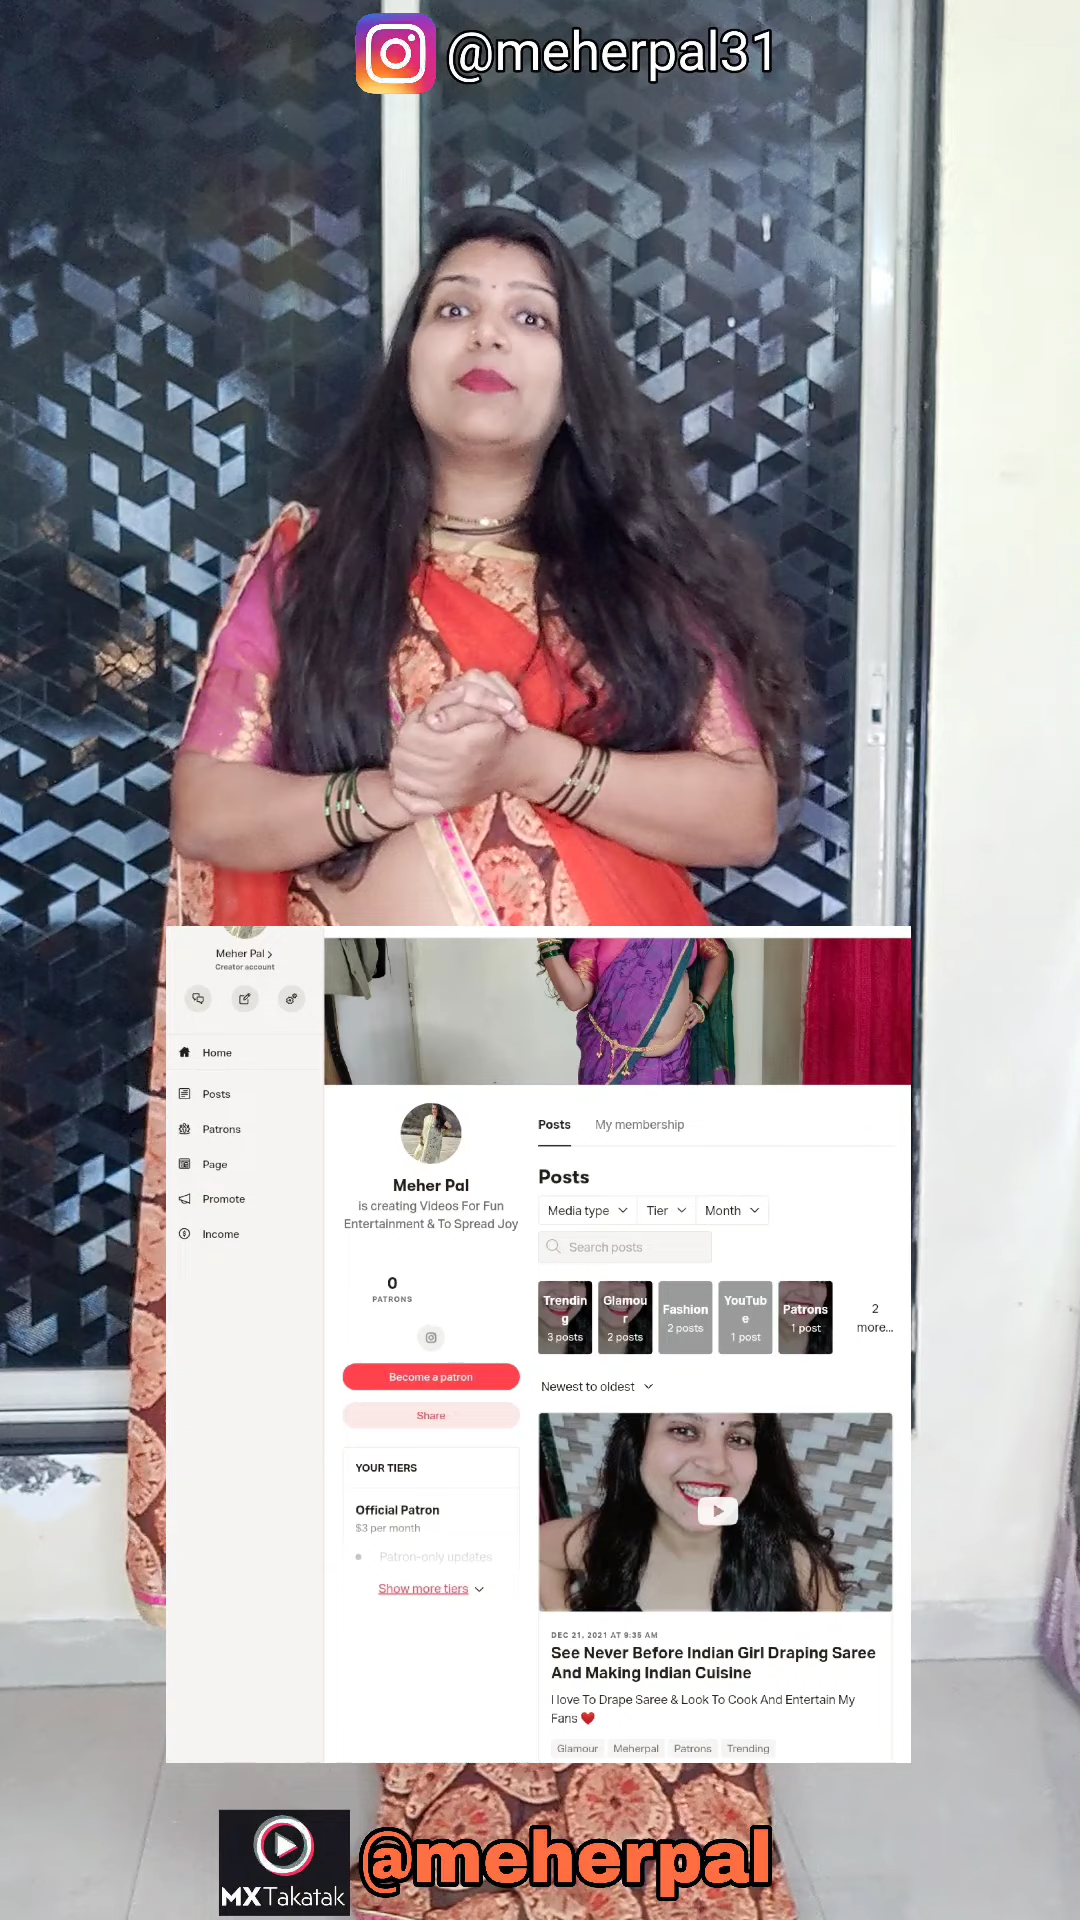 @meherpal31
Meher Pal >
Creator account
Home
Posts
Patrons
Page
Promote
Income
Meher Pal
is creating Videos For Fun
Entertainment & To Spread Joy
0
PATRONS
Become a patron
Share
YOUR TIERS
Official Patron
$3 per month
Patron-only updates
Show more tiers
Posts My membership
Posts
Media type Tier Month
Search posts
Trendin
g
3 posts
Glamou
r
2 posts
Fashion
2 posts
YouTub
e
1 post
Patrons
1 post
2
more...
Newest to oldest
DEC 21, 2021 AT 9:35 AM
See Never Before Indian Girl Draping Saree
And Making Indian Cuisine
I love To Drape Saree & Look To Cook And Entertain My
Fans ❤️
Glamour Meherpal Patrons Trending
MXTakatak
@meherpal